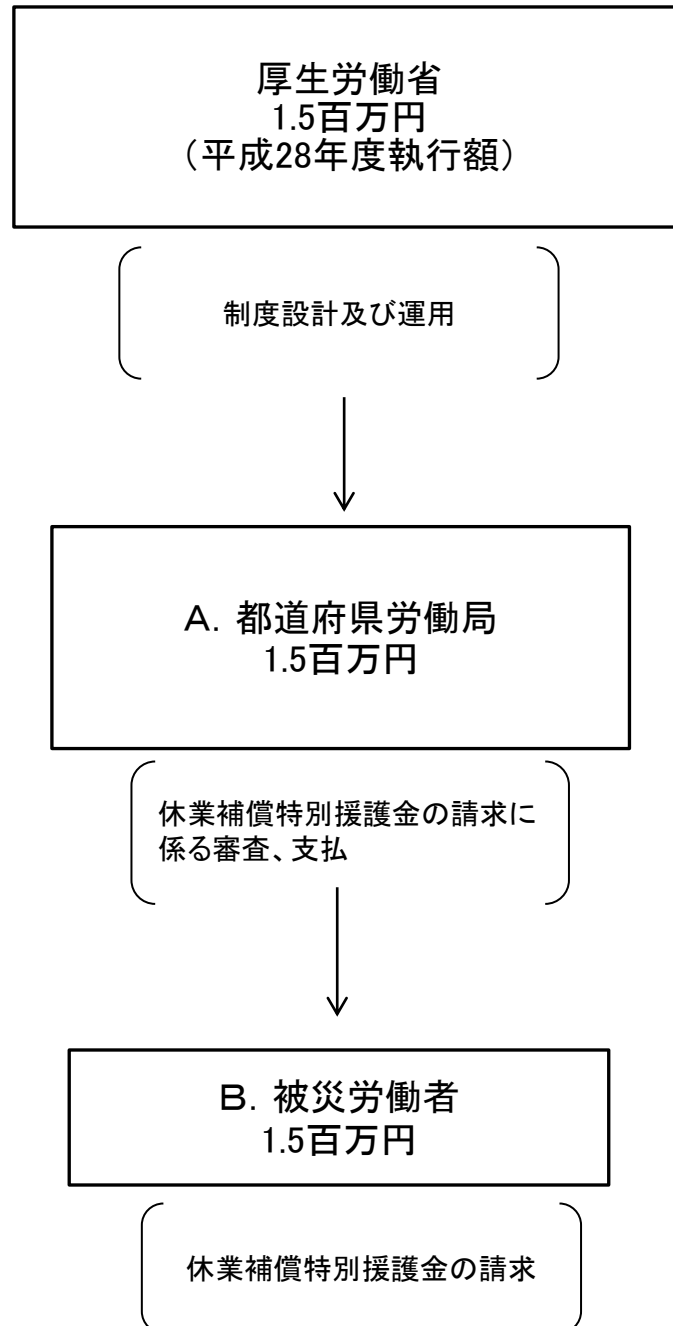 厚生労働省
1.5百万円
（平成28年度執行額）
制度設計及び運用
Ａ．都道府県労働局
1.5百万円
休業補償特別援護金の請求に
係る審査、支払
Ｂ．被災労働者
1.5百万円
休業補償特別援護金の請求